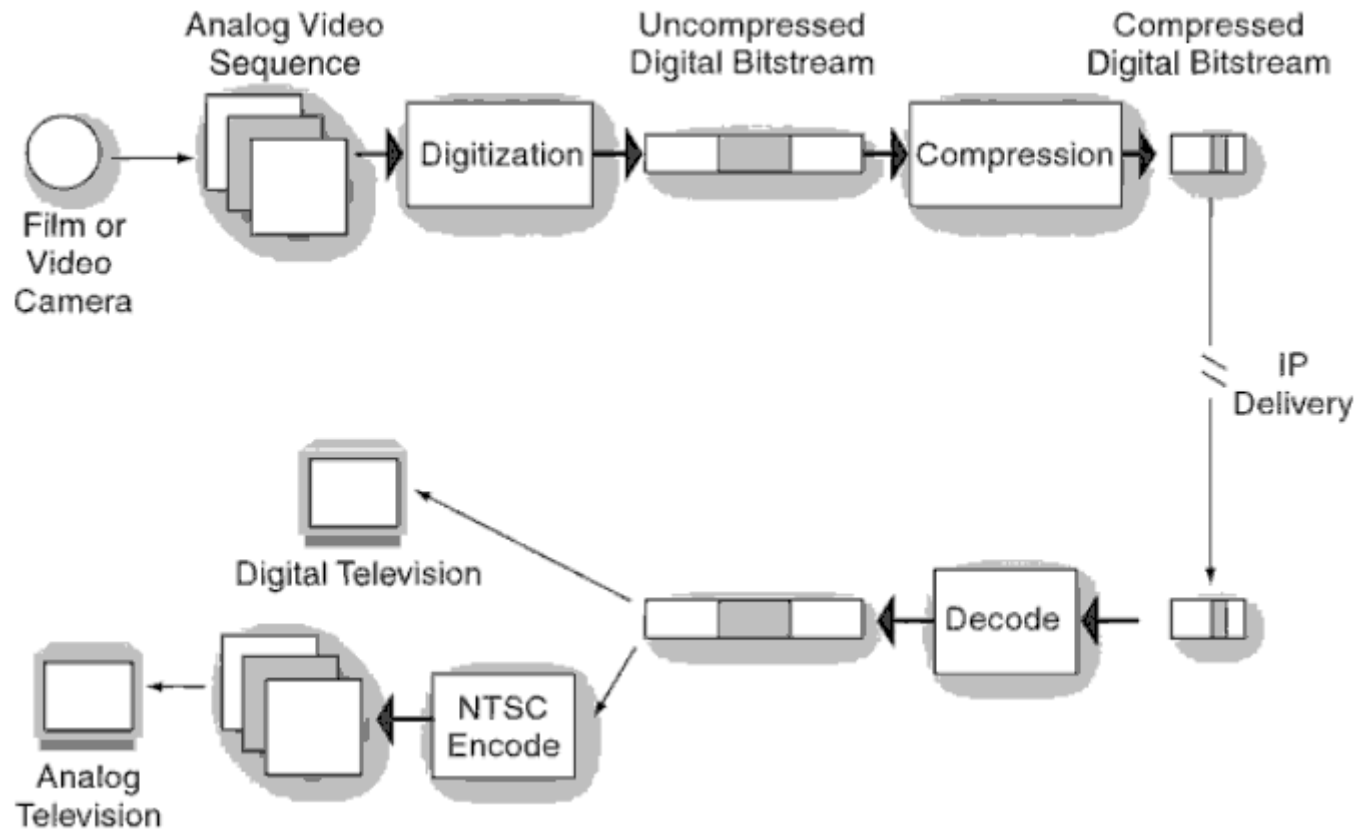 Analog Video
Sequence
Uncompressed
Digital Bitstream
Compressed
Digital Bitstream
Film or
Video
Camera
Digitization
Compression
IP
Delivery
Digital Television
Decode
NTSC
Encode
Analog
Television